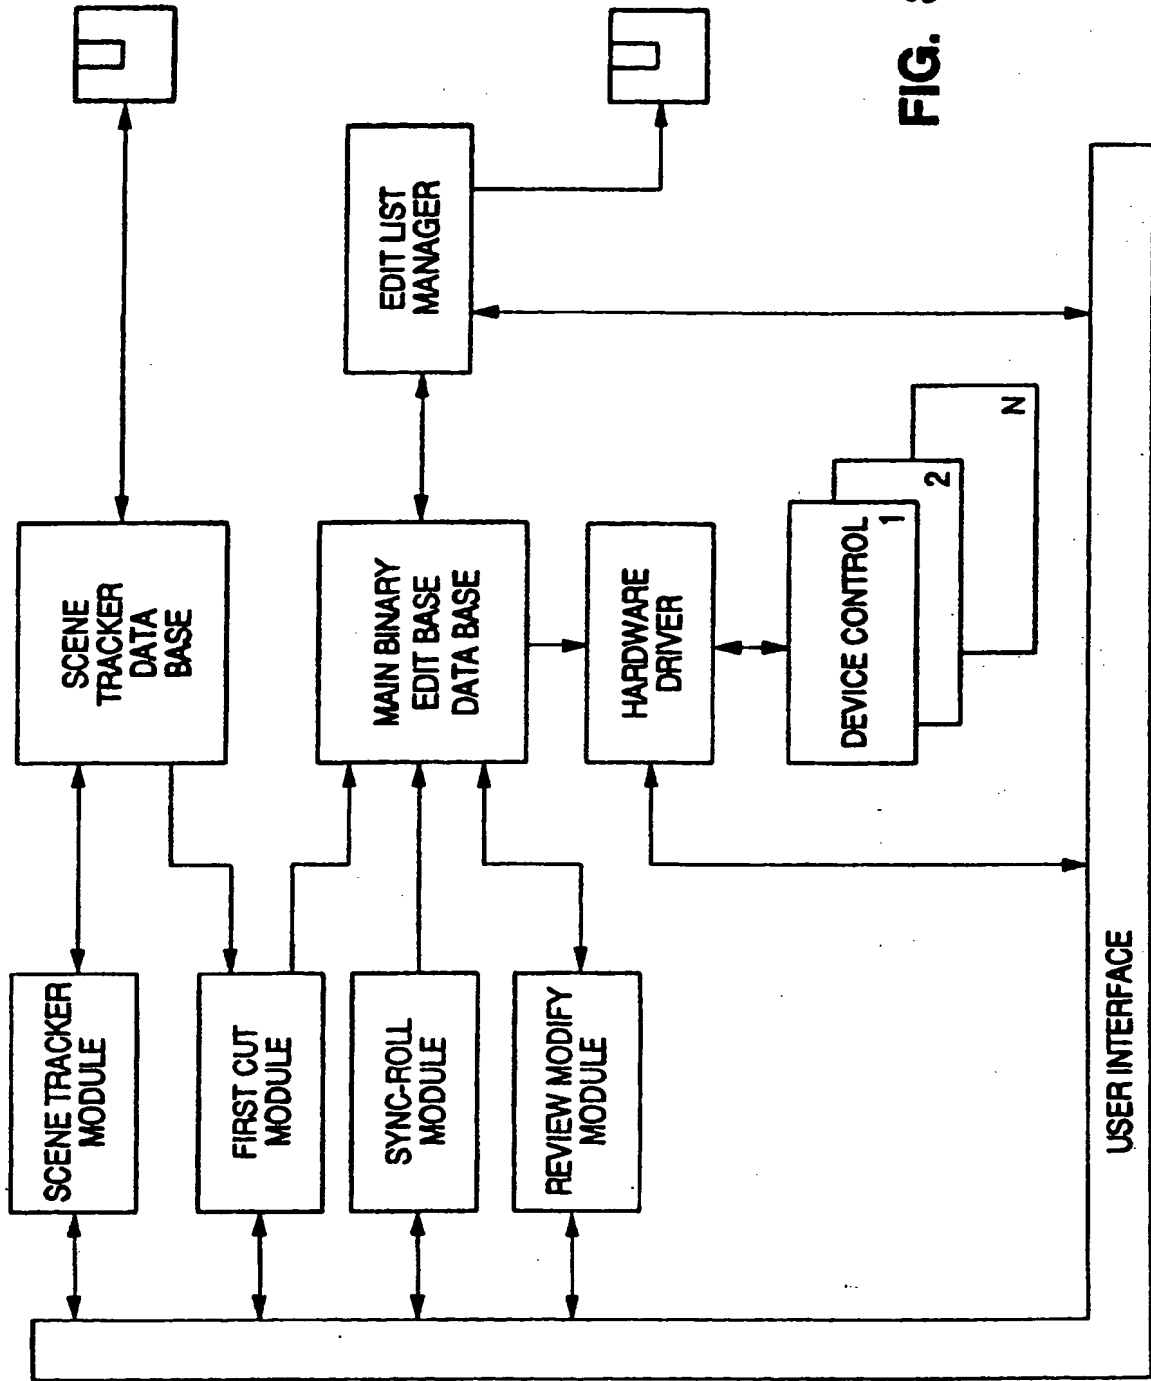 SCENE TRACKER
MODULE
FIRST CUT
MODULE
SYNC-ROLL
MODULE
REVIEW MODIFY
MODULE
SCENE
TRACKER
DATA
BASE
MAIN BINARY
EDIT BASE
DATA BASE
HARDWARE
DRIVER
DEVICE CONTROL
1
2
N
EDIT LIST
MANAGER
USER INTERFACE
FIG.